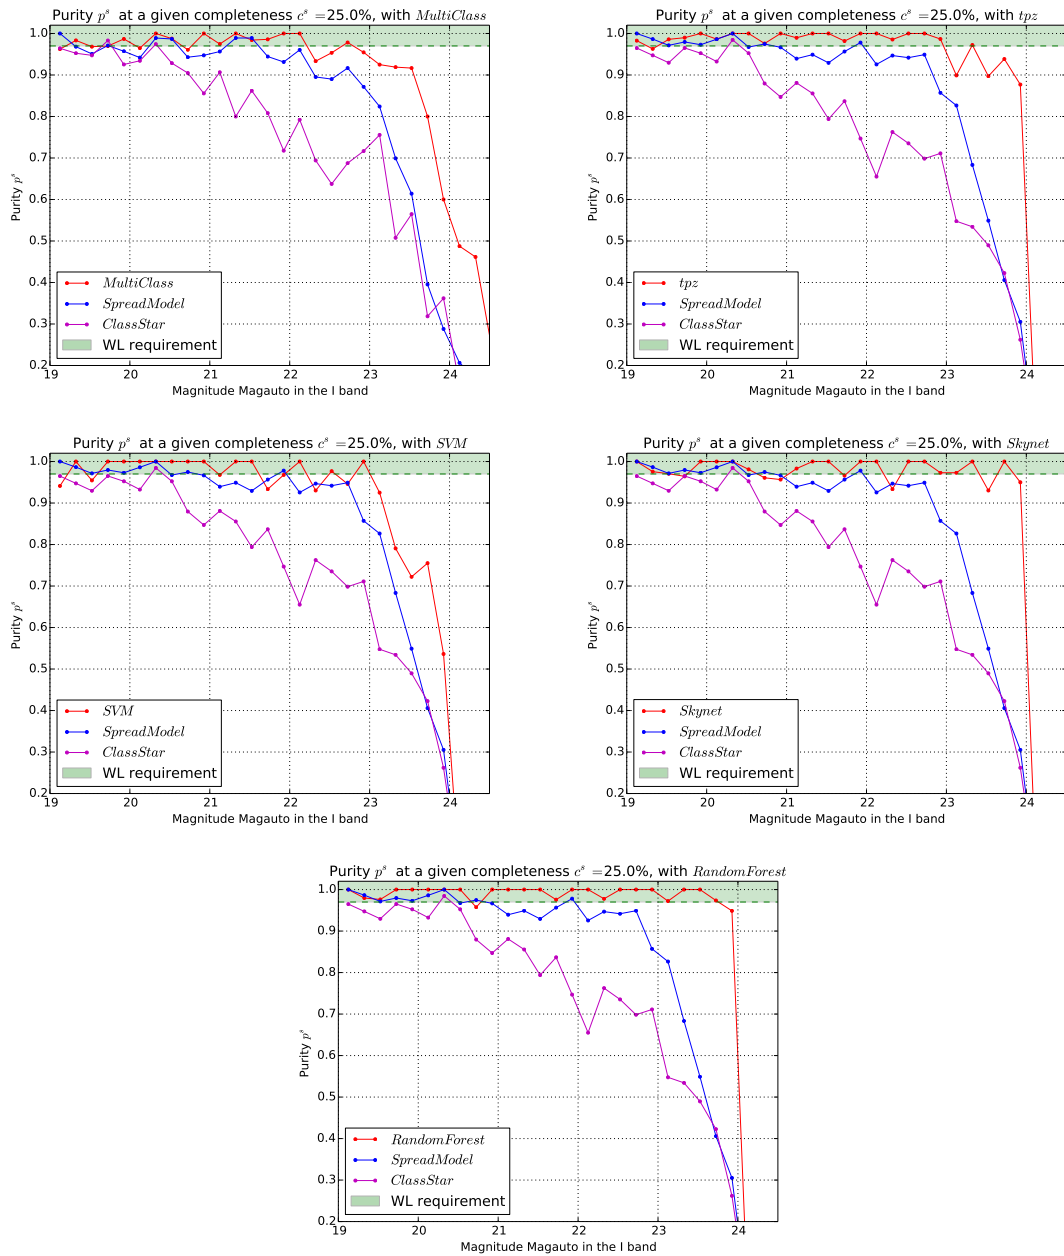 Purity p^s at a given completeness c^s =25.0%, with MultiClass
1.0
0.9
0.8
0.7
0.6
0.5
0.4
0.3
0.2
Purity p^s
MultiClass
SpreadModel
ClassStar
WL requirement
19 20 21 22 23 24
Magnitude Magauto in the I band
Purity p^s at a given completeness c^s =25.0%, with tpz
1.0
0.9
0.8
0.7
0.6
0.5
0.4
0.3
0.2
Purity p^s
tpz
SpreadModel
ClassStar
WL requirement
19 20 21 22 23 24
Magnitude Magauto in the I band
Purity p^s at a given completeness c^s =25.0%, with SVM
1.0
0.9
0.8
0.7
0.6
0.5
0.4
0.3
0.2
Purity p^s
SVM
SpreadModel
ClassStar
WL requirement
19 20 21 22 23 24
Magnitude Magauto in the I band
Purity p^s at a given completeness c^s =25.0%, with Skynet
1.0
0.9
0.8
0.7
0.6
0.5
0.4
0.3
0.2
Purity p^s
Skynet
SpreadModel
ClassStar
WL requirement
19 20 21 22 23 24
Magnitude Magauto in the I band
Purity p^s at a given completeness c^s =25.0%, with RandomForest
1.0
0.9
0.8
0.7
0.6
0.5
0.4
0.3
0.2
Purity p^s
RandomForest
SpreadModel
ClassStar
WL requirement
19 20 21 22 23 24
Magnitude Magauto in the I band